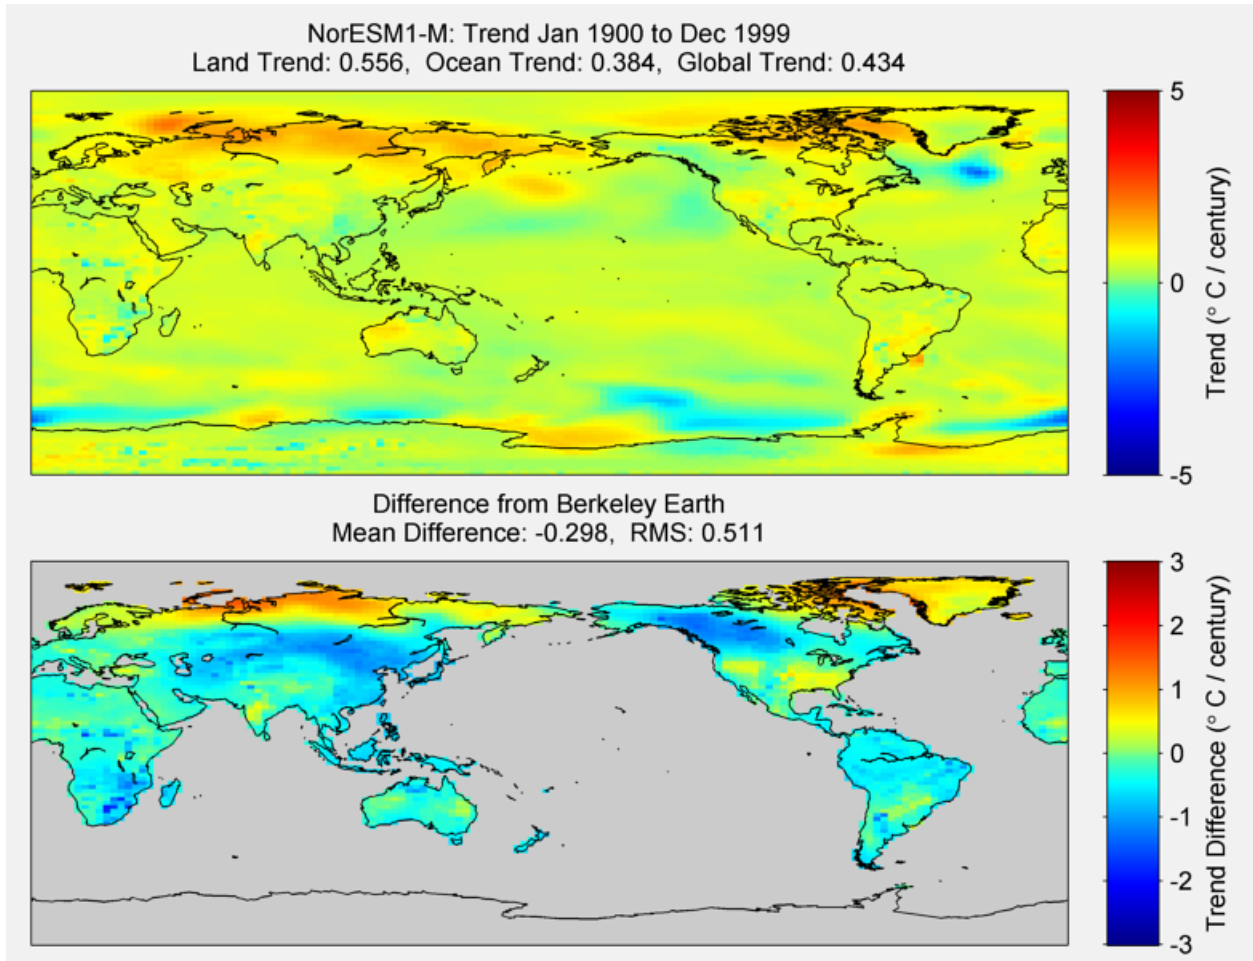 NorESM1-M: Trend Jan 1900 to Dec 1999
Land Trend: 0.556, Ocean Trend: 0.384, Global Trend: 0.434
5
0
-5
Trend (° C / century)
Difference from Berkeley Earth
Mean Difference: -0.298, RMS: 0.511
3
2
1
0
-1
-2
-3
Trend Difference (° C / century)